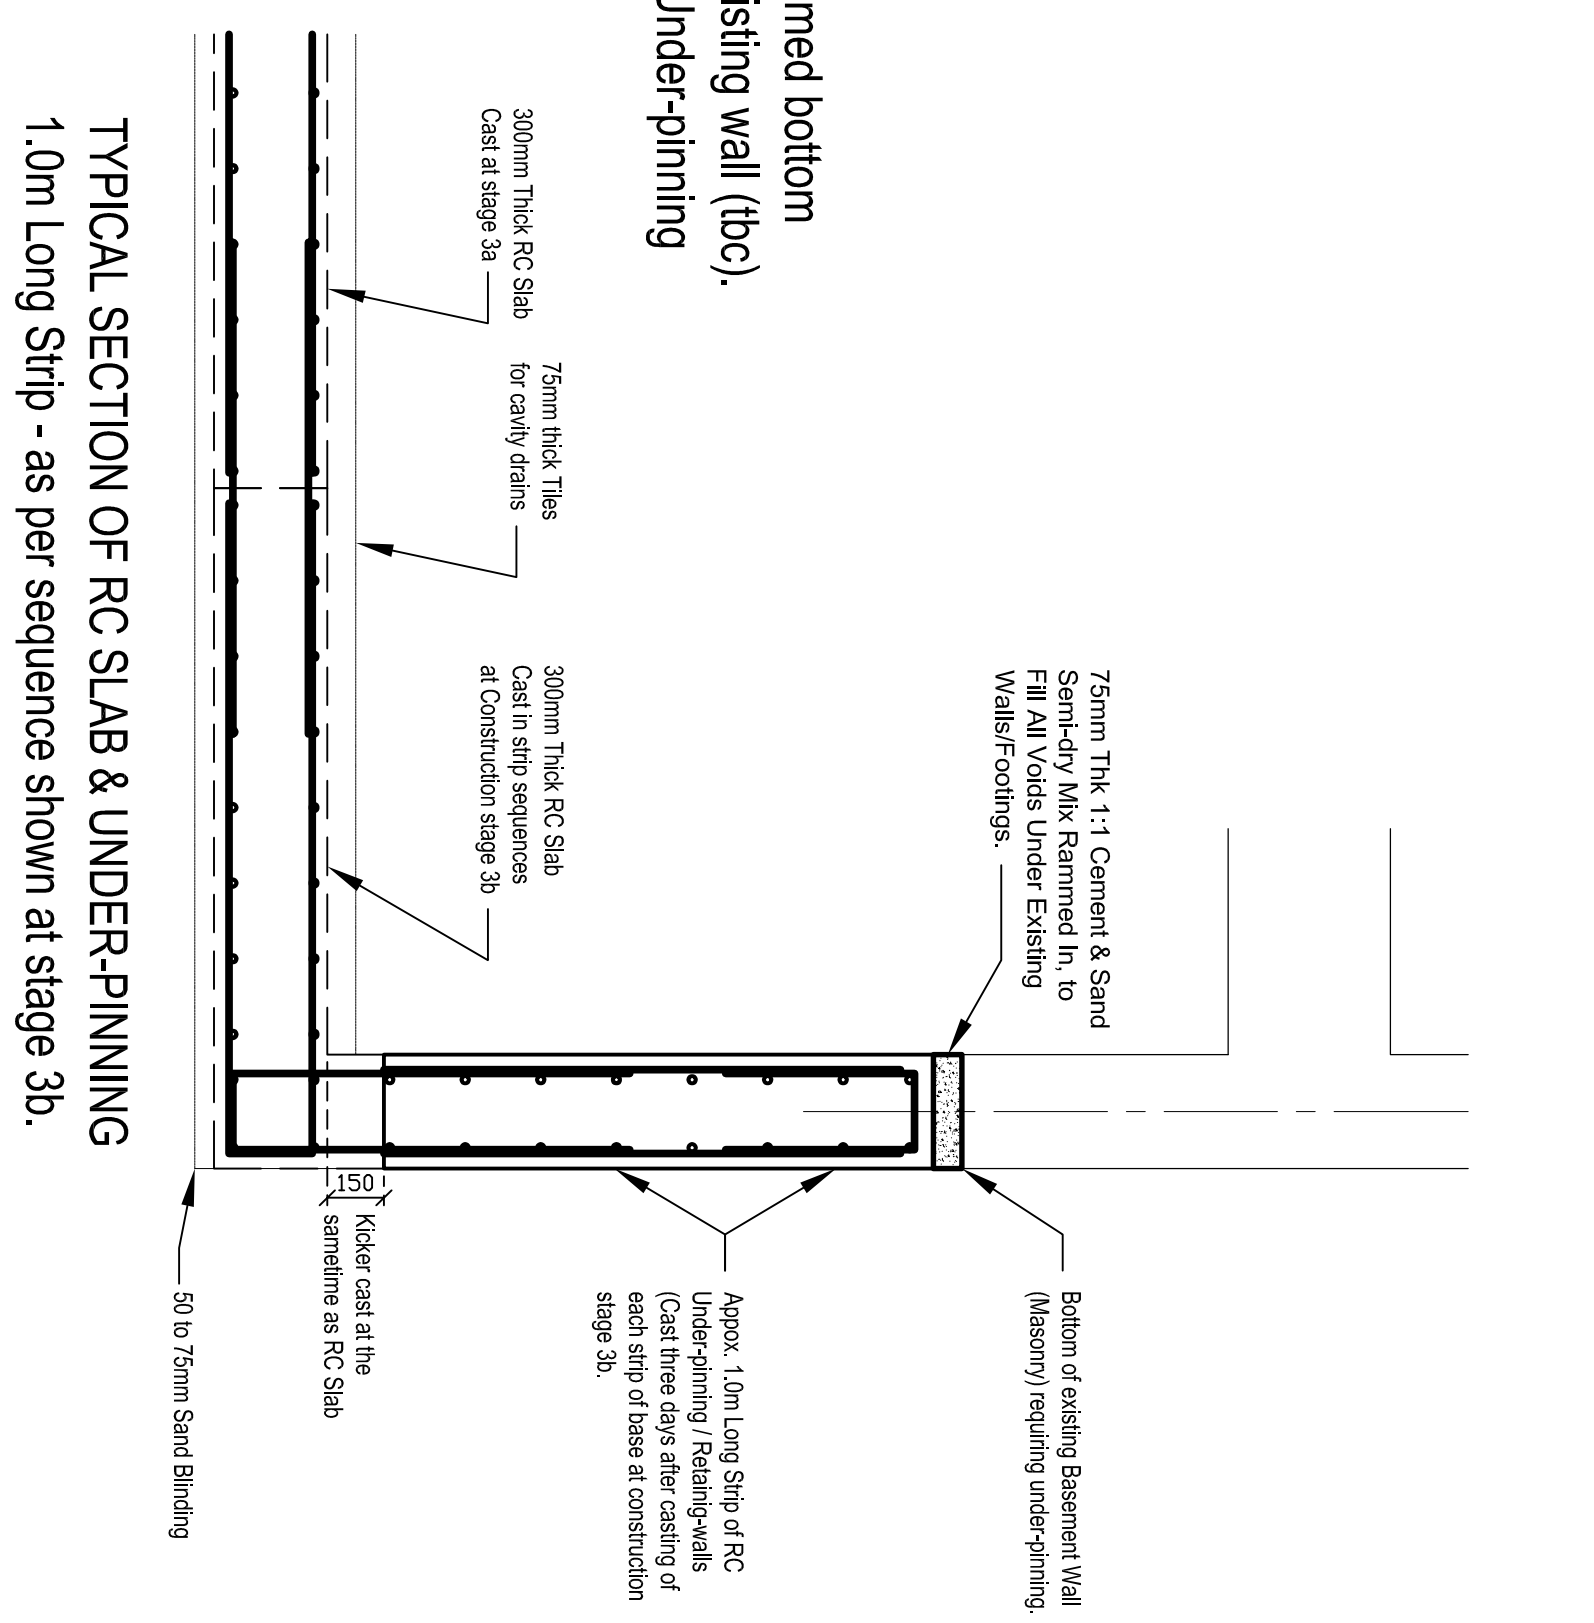 med bottom
isting wall (tbc).
Under-pinning
75mm Thk 1:1 Cement & Sand
Semi-dry Mix Rammed In, to
Fill All Voids Under Existing
Walls/Footings.
Bottom of existing Basement Wall
(Masonry) requiring under-pinning.
300mm Thick RC Slab
Cast at stage 3a
75mm thick Tiles
for cavity drains
300mm Thick RC Slab
Cast in strip sequences
at Construction stage 3b
Appox. 1.0m Long Strip of RC
Under-pinning / Retainig-walls
(Cast three days after casting of
each strip of base at construction
stage 3b.
150
Kicker cast at the
sametime as RC Slab
50 to 75mm Sand Blinding
TYPICAL SECTION OF RC SLAB & UNDER-PINNING
1.0m Long Strip - as per sequence shown at stage 3b.